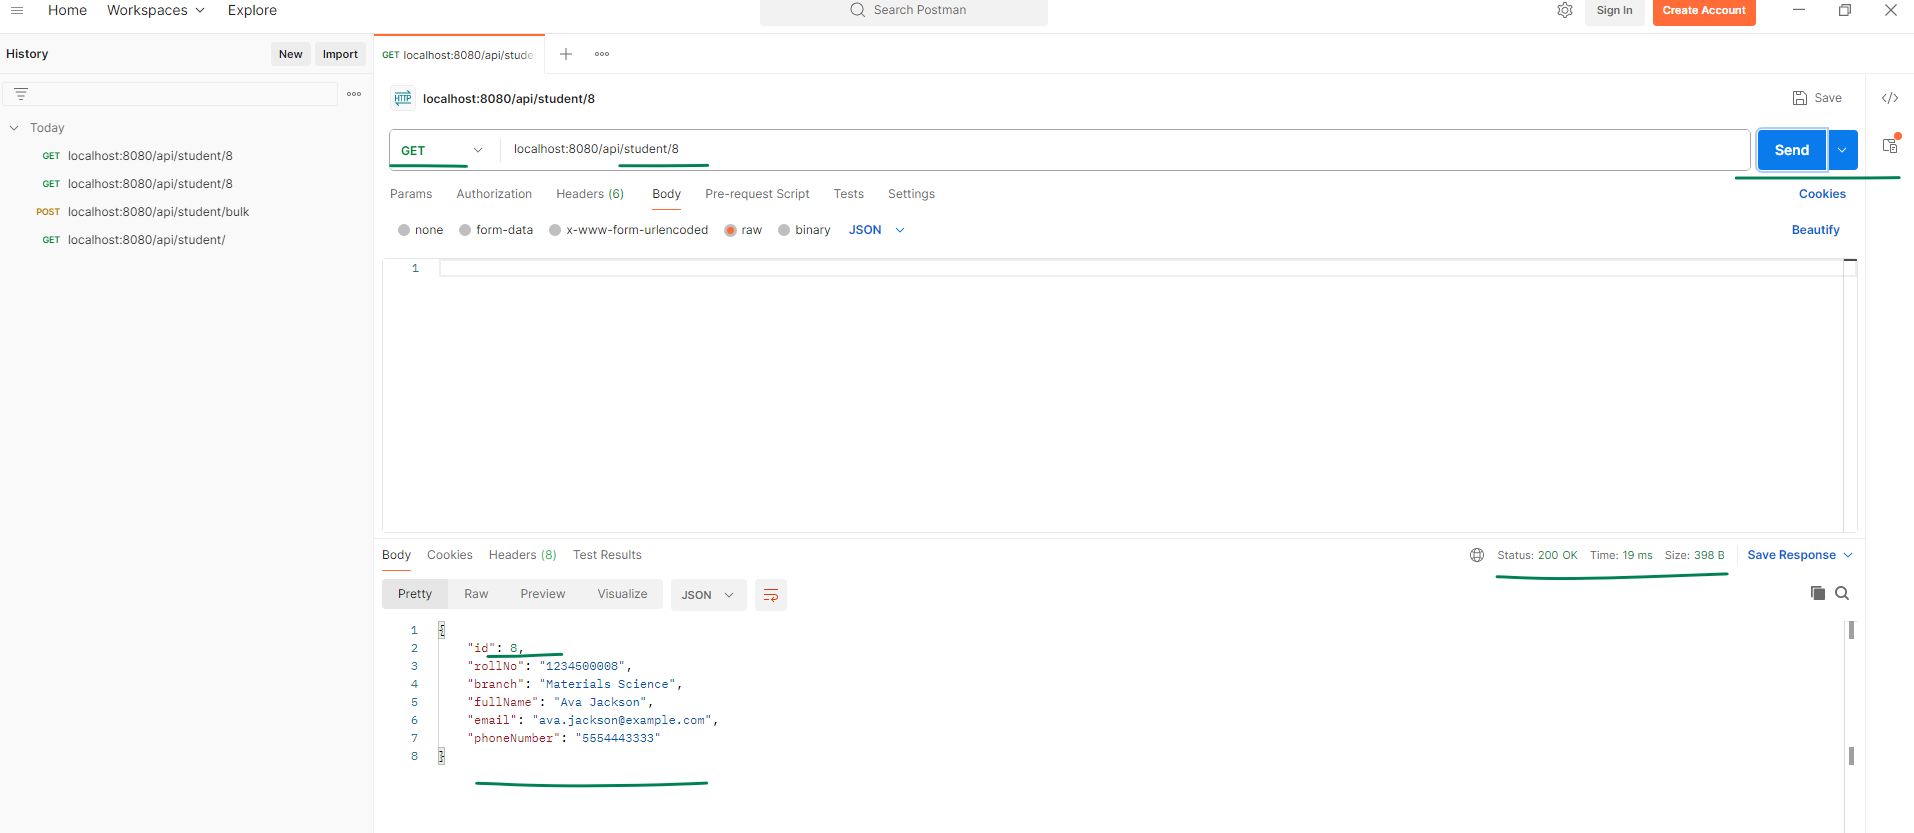 Home Workspaces Explore Search Postman Sign In Create Account
History New Import
GET localhost:8080/api/stude
HTTP localhost:8080/api/student/8 Save
Today
GET localhost:8080/api/student/8
GET localhost:8080/api/student/8
POST localhost:8080/api/student/bulk
GET localhost:8080/api/student/
GET localhost:8080/api/student/8 Send
Params Authorization Headers (6) Body Pre-request Script Tests Settings Cookies
none form-data x-www-form-urlencoded raw binary JSON Beautify
1
Body Cookies Headers (8) Test Results Status: 200 OK Time: 19 ms Size: 398 B Save Response
Pretty Raw Preview Visualize JSON
1 {
2 "id": 8,
3 "rollNo": "1234500008",
4 "branch": "Materials Science",
5 "fullName": "Ava Jackson",
6 "email": "ava.jackson@example.com",
7 "phoneNumber": "5554443333"
8 }